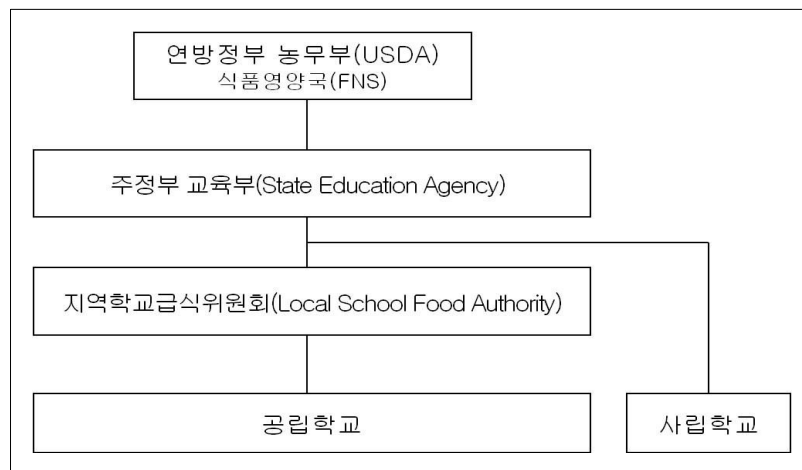 연방정부 농무부(USDA)
식품영양국(FNS)
주정부 교육부(State Education Agency)
지역학교급식위원회(Local School Food Authority)
공립학교
사립학교